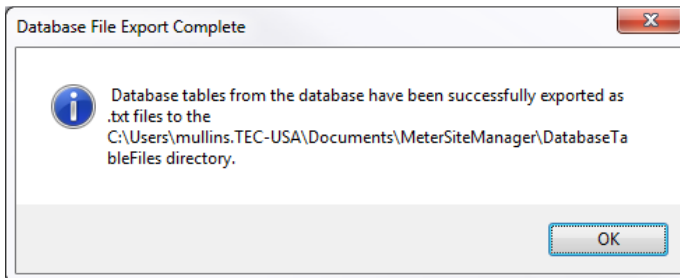 Database File Export Complete
Database tables from the database have been successfully exported as
.txt files to the
C:\Users\mullins.TEC-USA\Documents\MeterSiteManager\DatabaseTa
bleFiles directory.
OK